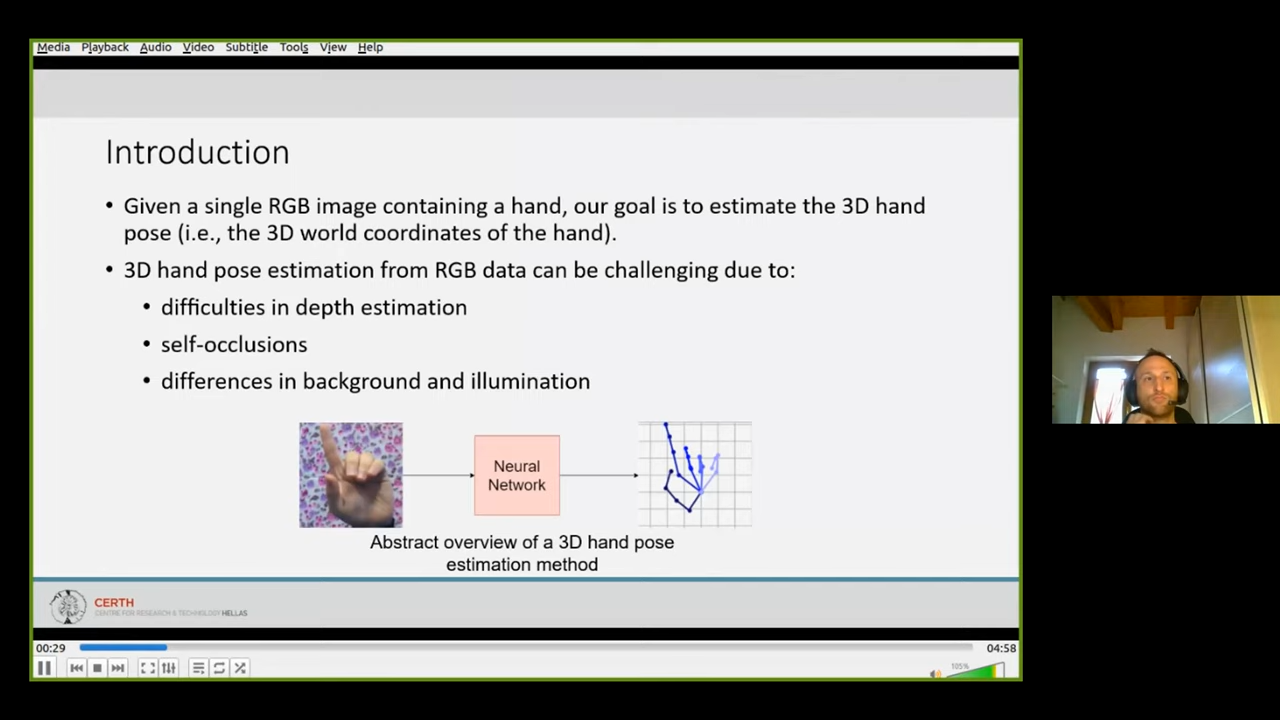 Media Playback Audio Video Subtitle Tools View Help
Introduction
• Given a single RGB image containing a hand, our goal is to estimate the 3D hand
pose (i.e., the 3D world coordinates of the hand).
• 3D hand pose estimation from RGB data can be challenging due to:
• difficulties in depth estimation
• self-occlusions
• differences in background and illumination
Neural
Network
Abstract overview of a 3D hand pose
estimation method
CERTH
CENTRE FOR RESEARCH & TECHNOLOGY HELLAS
00:29 04:58
105%